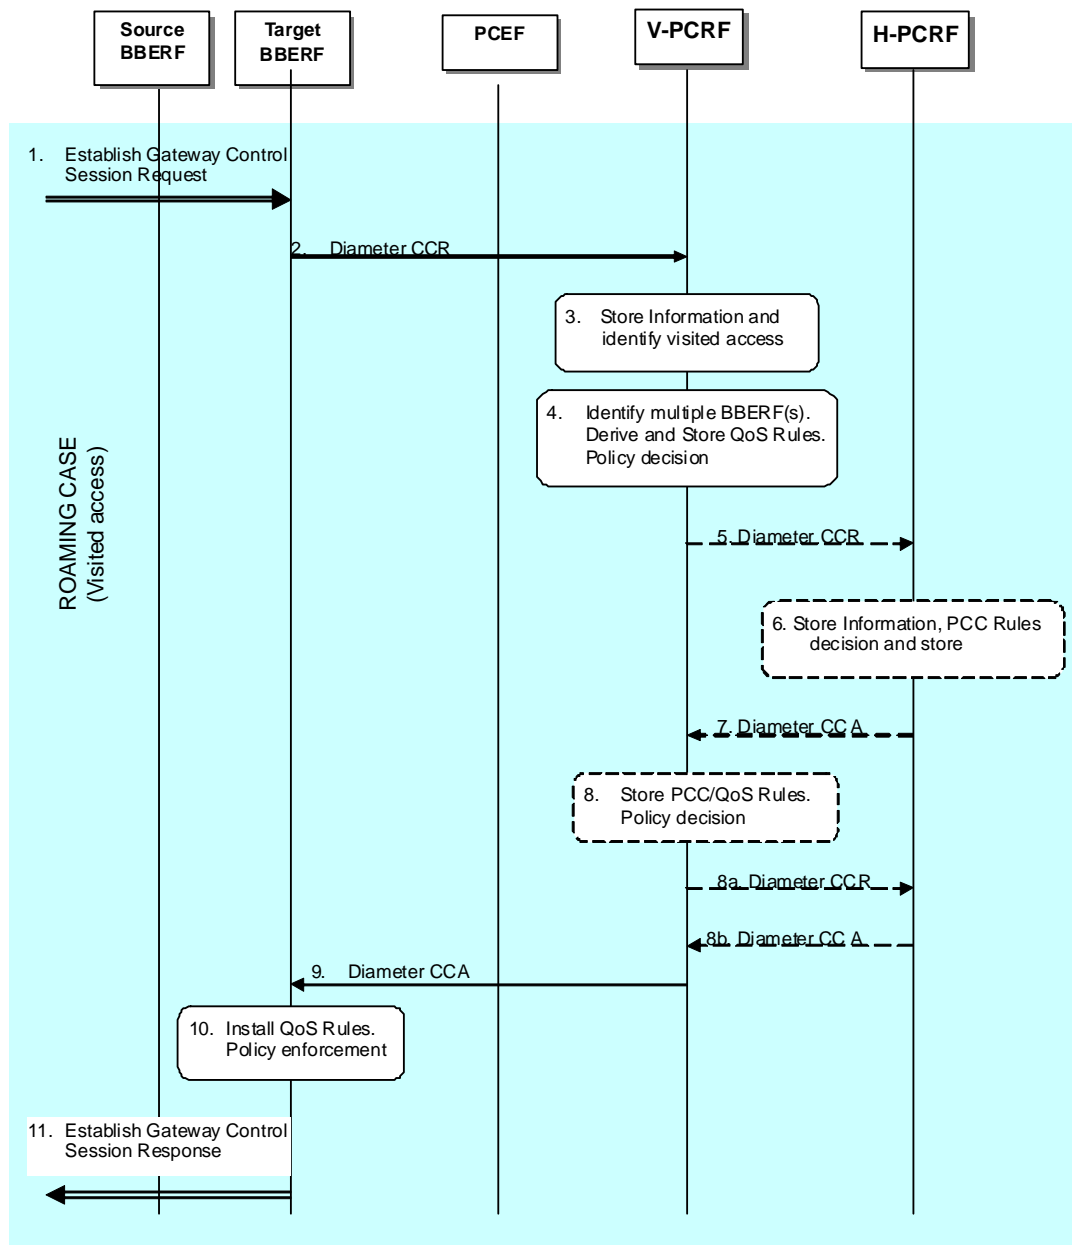 Source
BBERF
Target
BBERF
PCEF
V-PCRF
H-PCRF
1. Establish Gateway Control
Session Request
2. Diameter CCR
3. Store Information and
identify visited access
4. Identify multiple BBERF(s).
Derive and Store QoS Rules.
Policy decision
ROAMING CASE
(Visited access)
5. Diameter CCR
6. Store Information, PCC Rules
decision and store
7. Diameter CCA
8. Store PCC/QoS Rules.
Policy decision
8a. Diameter CCR
8b. Diameter CCA
9. Diameter CCA
10. Install QoS Rules.
Policy enforcement
11. Establish Gateway Control
Session Response